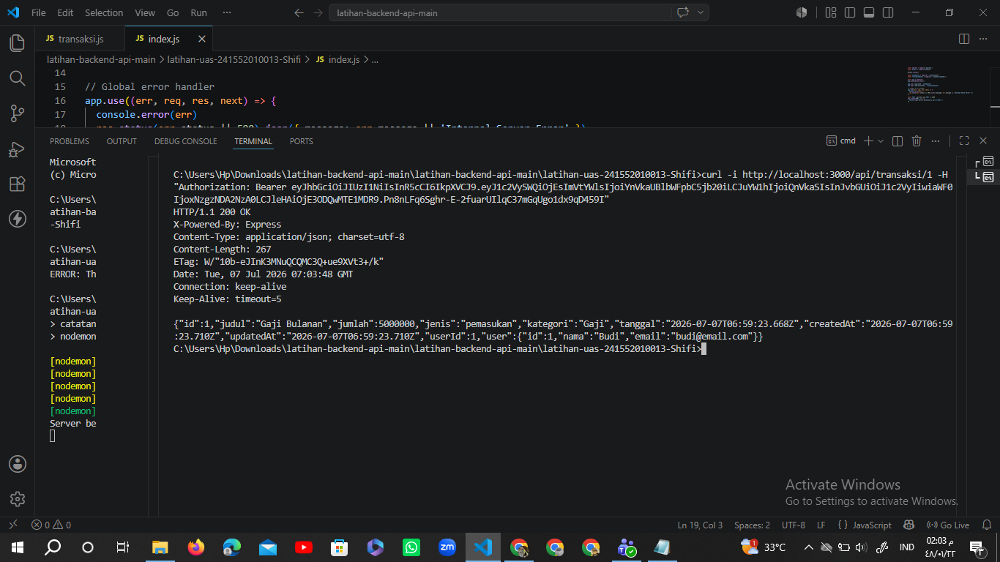 File Edit Selection View Go Run ···
latihan-backend-api-main
JS transaksi.js
JS index.js
latihan-backend-api-main > latihan-uas-241552010013-Shifi > JS index.js > ...
14
15 // Global error handler
16 app.use((err, req, res, next) => {
17 console.error(err)
PROBLEMS OUTPUT DEBUG CONSOLE TERMINAL PORTS
cmd
Microsoft
(c) Micro
C:\Users\
atihan-ba
-Shifi
C:\Users\
atihan-ua
ERROR: Th
C:\Users\
atihan-ua
> catatan
> nodemon
[nodemon]
[nodemon]
[nodemon]
[nodemon]
[nodemon]
Server be
C:\Users\Hp\Downloads\latihan-backend-api-main\latihan-backend-api-main\latihan-uas-241552010013-Shifi>curl -i http://localhost:3000/api/transaksi/1 -H
"Authorization: Bearer eyJhbGciOiJIUzI1NiIsInR5cCI6IkpXVCJ9.eyJ1c2VySWQiOjEsImVtYWlsIjoiYnVkaUBlbWFpbC5jb20iLCJuYW1hIjoiQnVkaSIsInJvbGUiOiJ1c2VyIiwiaWF0
IjoxNzgzNDA2NzA0LCJleHAiOjE3ODQwMTE1MDR9.Pn8nLFq6Sghr-E-2fuarUIlqC37mGqUgo1dx9qD459I"
HTTP/1.1 200 OK
X-Powered-By: Express
Content-Type: application/json; charset=utf-8
Content-Length: 267
ETag: W/"10b-eJInK3MNuQCQMC3Q+ue9XVt3+/k"
Date: Tue, 07 Jul 2026 07:03:48 GMT
Connection: keep-alive
Keep-Alive: timeout=5
{"id":1,"judul":"Gaji Bulanan","jumlah":5000000,"jenis":"pemasukan","kategori":"Gaji","tanggal":"2026-07-07T06:59:23.668Z","createdAt":"2026-07-07T06:59
:23.710Z","updatedAt":"2026-07-07T06:59:23.710Z","userId":1,"user":{"id":1,"nama":"Budi","email":"budi@email.com"}}
C:\Users\Hp\Downloads\latihan-backend-api-main\latihan-backend-api-main\latihan-uas-241552010013-Shifi>
Activate Windows
Go to Settings to activate Windows.
0 0
Ln 19, Col 3 Spaces: 2 UTF-8 LF { } JavaScript Go Live
zm
1 33°C IND
02:03 م
٤٨/٠١/٢٢
٣